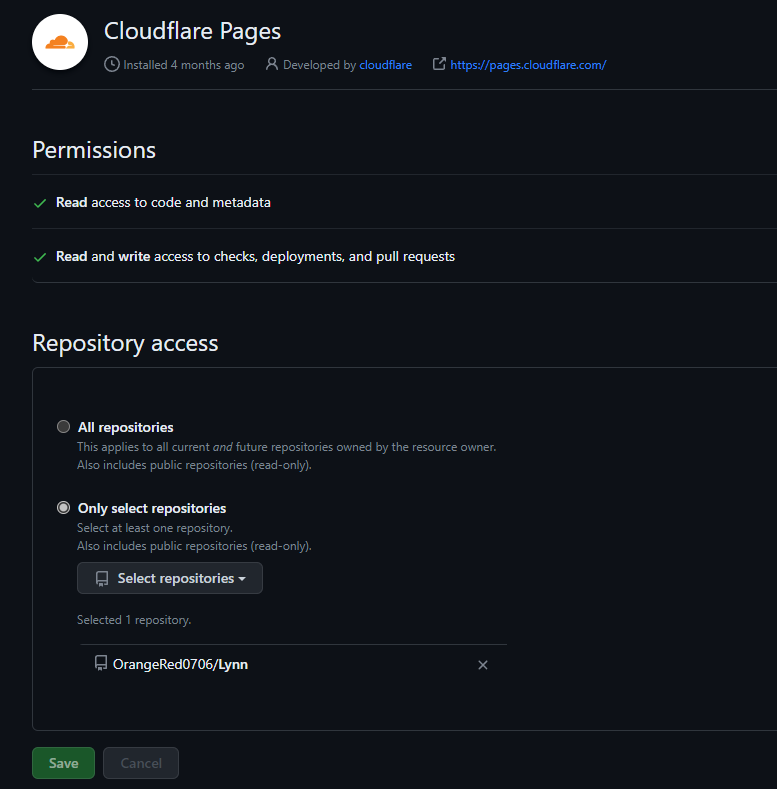 Cloudflare Pages
Installed 4 months ago Developed by cloudflare https://pages.cloudflare.com/
Permissions
Read access to code and metadata
Read and write access to checks, deployments, and pull requests
Repository access
All repositories
This applies to all current and future repositories owned by the resource owner.
Also includes public repositories (read-only).
Only select repositories
Select at least one repository.
Also includes public repositories (read-only).
Select repositories
Selected 1 repository.
OrangeRed0706/Lynn
Save Cancel